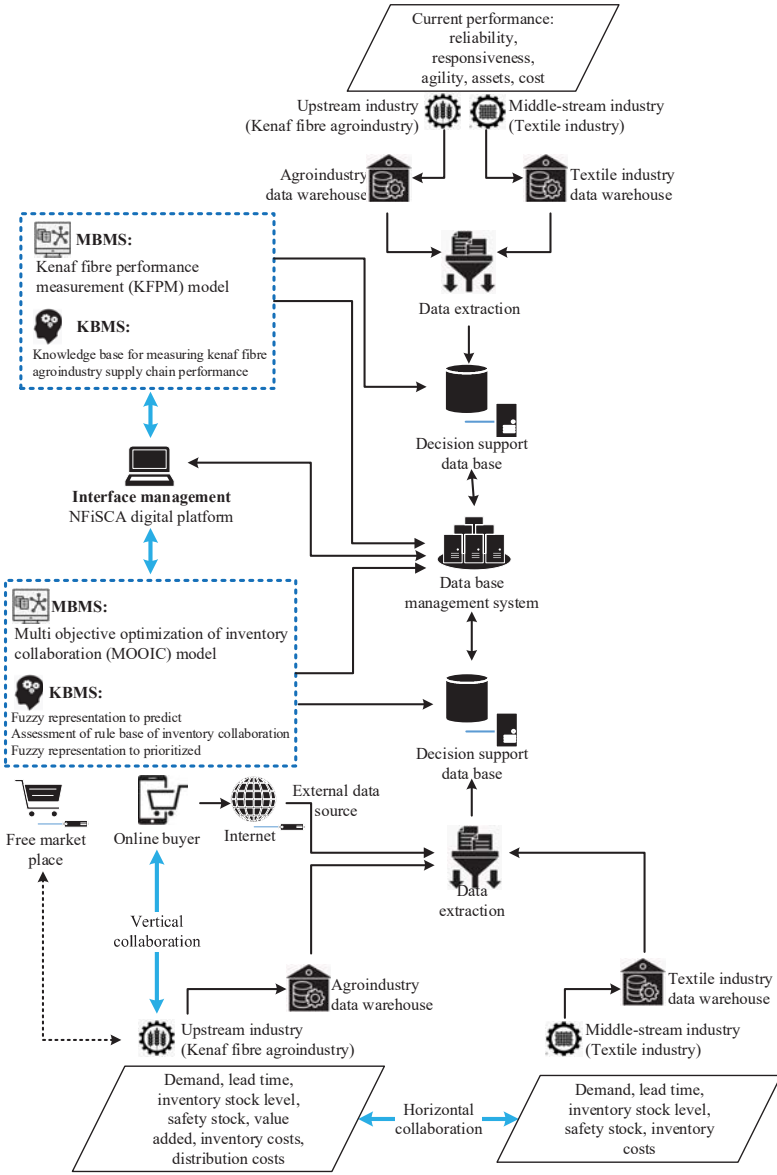 Current performance:
reliability,
responsiveness,
agility, assets, cost
Upstream industry
(Kenaf fibre agroindustry)
Middle-stream industry
(Textile industry)
Agroindustry
data warehouse
Textile industry
data warehouse
Data extraction
MBMS:
Kenaf fibre performance
measurement (KFPM) model
KBMS:
Knowledge base for measuring kenaf fibre
agroindustry supply chain performance
Decision support
data base
Interface management
NFiSCA digital platform
Data base
management system
MBMS:
Multi objective optimization of inventory
collaboration (MOOIC) model
KBMS:
Fuzzy representation to predict
Assessment of rule base of inventory collaboration
Fuzzy representation to prioritized
Decision support
data base
Free market
place
Online buyer
Internet
External data
source
Data
extraction
Vertical
collaboration
Agroindustry
data warehouse
Textile industry
data warehouse
Upstream industry
(Kenaf fibre agroindustry)
Middle-stream industry
(Textile industry)
Demand, lead time,
inventory stock level,
safety stock, value
added, inventory costs,
distribution costs
Horizontal
collaboration
Demand, lead time,
inventory stock level,
safety stock, inventory
costs